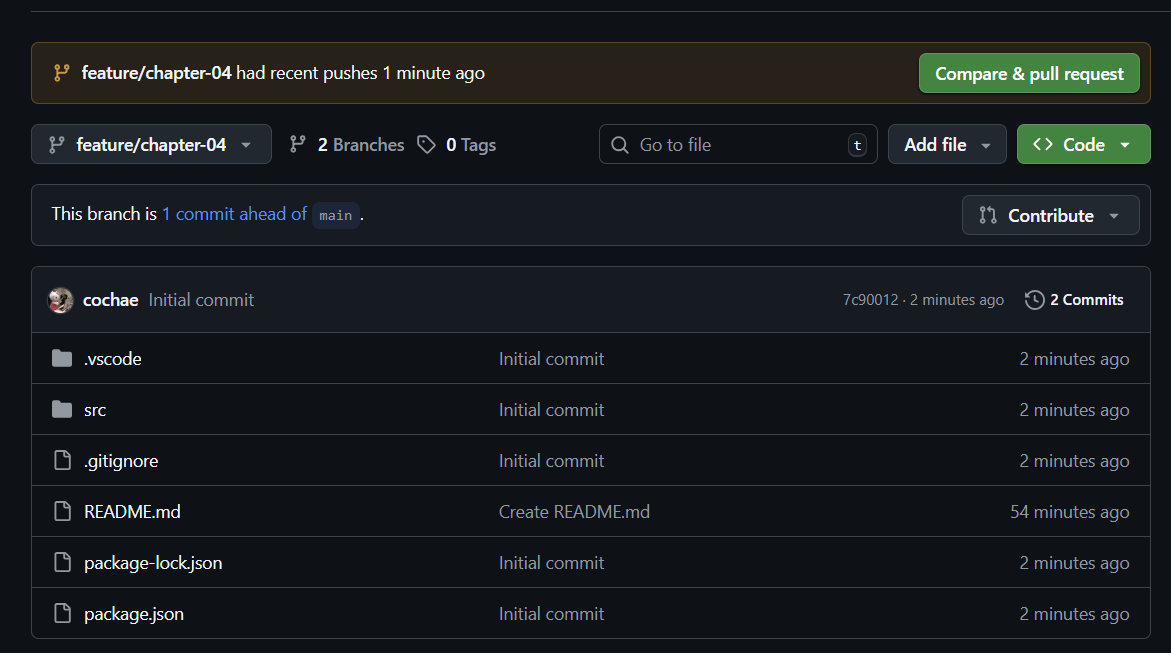 feature/chapter-04 had recent pushes 1 minute ago Compare & pull request
feature/chapter-04 2 Branches 0 Tags Go to file t Add file <> Code
This branch is 1 commit ahead of main . Contribute
cochae Initial commit 7c90012 · 2 minutes ago 2 Commits
.vscode Initial commit 2 minutes ago
src Initial commit 2 minutes ago
.gitignore Initial commit 2 minutes ago
README.md Create README.md 54 minutes ago
package-lock.json Initial commit 2 minutes ago
package.json Initial commit 2 minutes ago